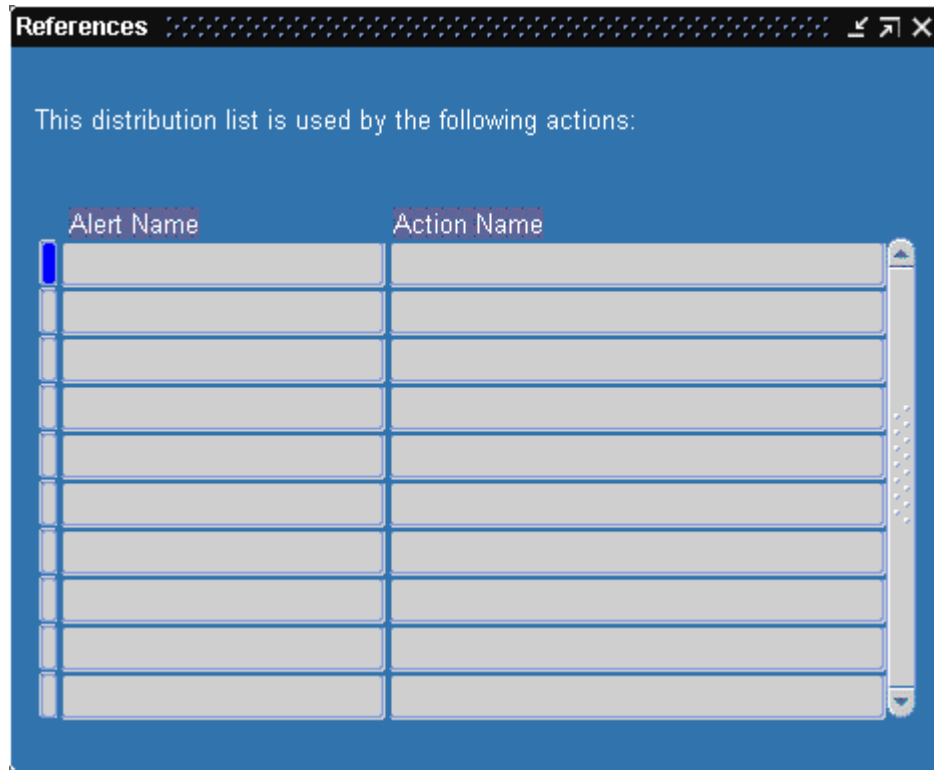 References
This distribution list is used by the following actions:
Alert Name Action Name